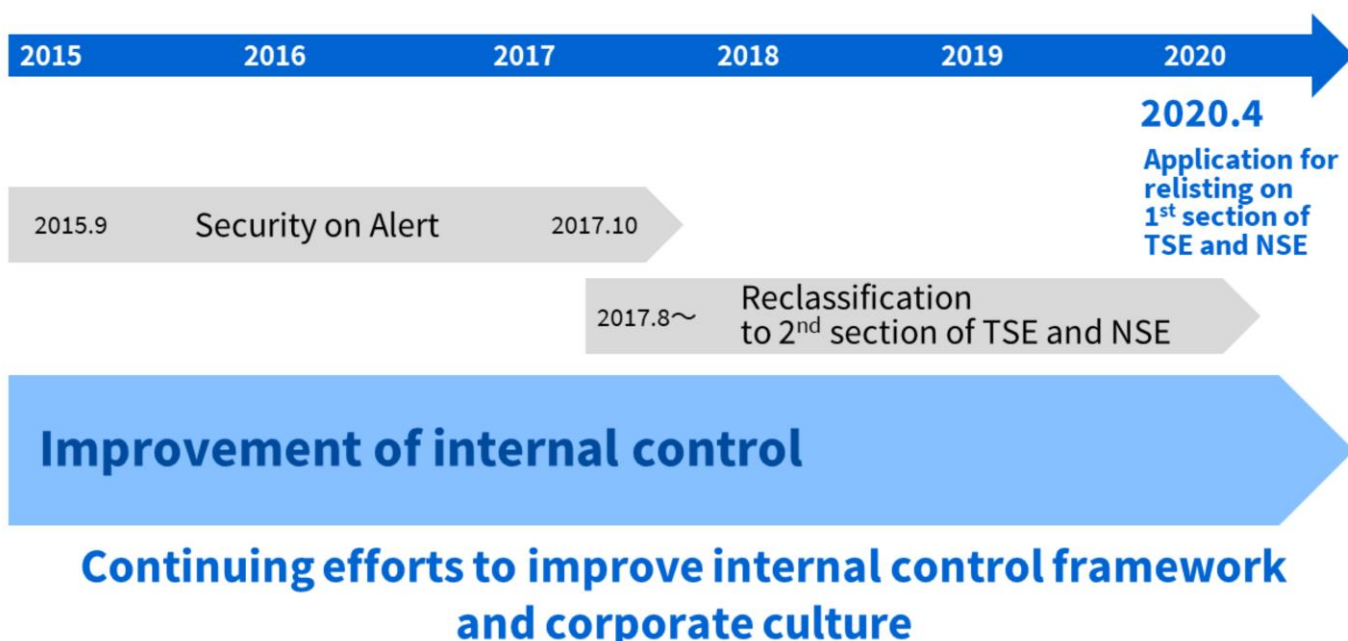 2015 2016 2017 2018 2019 2020
2020.4
Application for
relisting on
1st section of
TSE and NSE
2015.9 Security on Alert 2017.10
2017.8～ Reclassification
to 2nd section of TSE and NSE
Improvement of internal control
Continuing efforts to improve internal control framework
and corporate culture